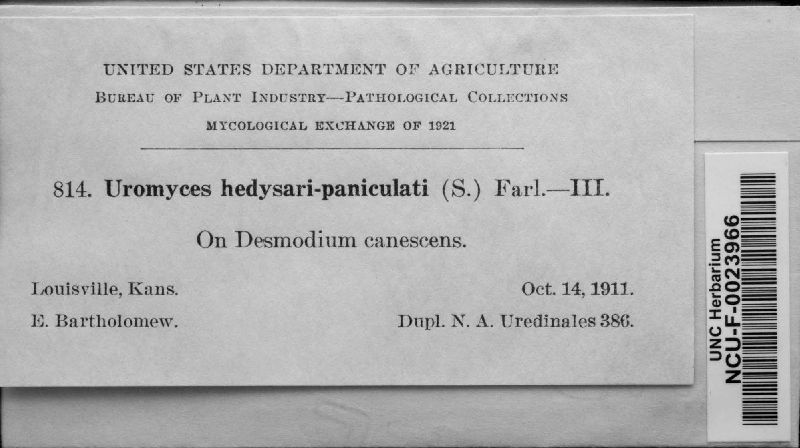 UNITED STATES DEPARTMENT OF AGRICULTURE
BUREAU OF PLANT INDUSTRY—PATHOLOGICAL COLLECTIONS
MYCOLOGICAL EXCHANGE OF 1921
814. Uromyces hedysari-paniculati (S.) Farl.—III.
On Desmodium canescens.
Louisville, Kans. Oct. 14, 1911.
E. Bartholomew. Dupl. N. A. Uredinales 386.
UNC Herbarium
NCU-F-0023966